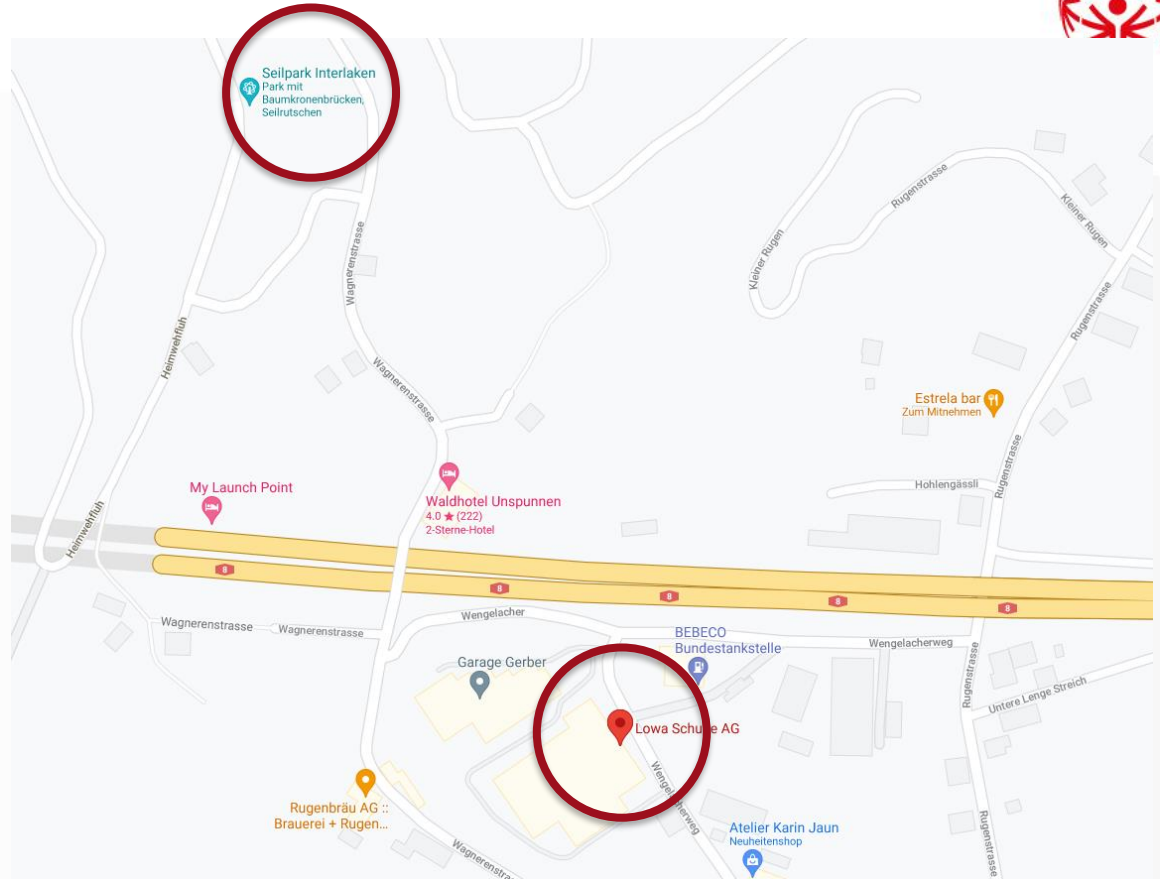 Seilpark Interlaken
Park mit
Baumkronenbrücken,
Seilrutschen
Rugenstrasse
Kleiner Rugen
Kleiner Rugen
Wagnerenstrasse
Rugenstrasse
Heimwehfluh
Wagnerenstrasse
Estrela bar
Zum Mitnehmen
Rugenstrasse
My Launch Point
Waldhotel Unspunnen
4.0 ★ (222)
2-Sterne-Hotel
Hohlengässli
Heimwehfluh
8
8
8
8
8
Wengelacher
Wagnerenstrasse
Wagnerenstrasse
BEBECO
Bundestankstelle
Wengelacherweg
Garage Gerber
Rugenstrasse
Untere Lenge Streich
Lowa Schuhe AG
Wengelacherweg
Rugenbräu AG ::
Brauerei + Rugen...
Atelier Karin Jaun
Neuheitenshop
Rugenstrasse
Wagnerenstra